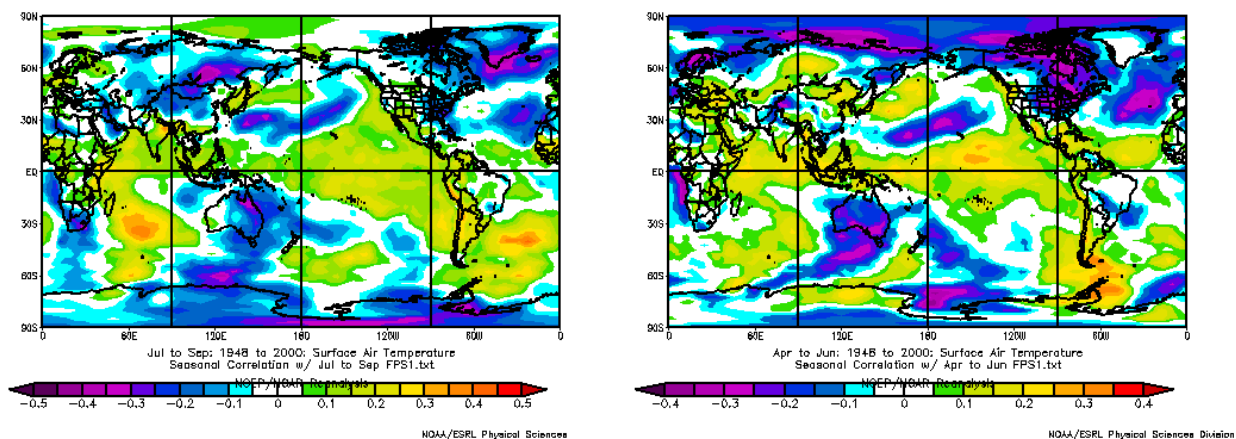 90N
60N
30N
EQ
30S
60S
90S
0 60E 120E 180 120W 60W 0
Jul to Sep: 1948 to 2000: Surface Air Temperature
Seasonal Correlation w/ Jul to Sep FPS1.txt
NCEP/NCAR Reanalysis
-0.5 -0.4 -0.3 -0.2 -0.1 0 0.1 0.2 0.3 0.4 0.5
NOAA/ESRL Physical Sciences
90N
60N
30N
EQ
30S
60S
90S
0 60E 120E 180 120W 60W 0
Apr to Jun: 1948 to 2000: Surface Air Temperature
Seasonal Correlation w/ Apr to Jun FPS1.txt
NCEP/NCAR Reanalysis
-0.4 -0.3 -0.2 -0.1 0 0.1 0.2 0.3 0.4
NOAA/ESRL Physical Sciences Division